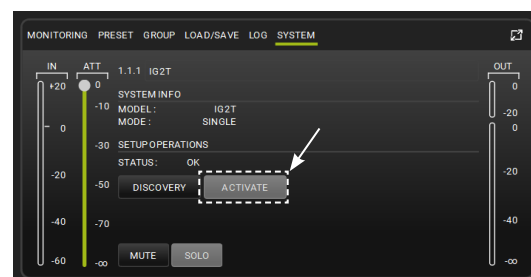 MONITORING PRESET GROUP LOAD/SAVE LOG SYSTEM
IN ATT 1.1.1 IG2T OUT
+20 0 0
SYSTEM INFO
-10 MODEL: IG2T -20
0 MODE: SINGLE 0
-30 SETUP OPERATIONS
STATUS: OK
-20 -20
-50 DISCOVERY ACTIVATE
-40 -70 -40
MUTE SOLO
-60 -∞ -∞